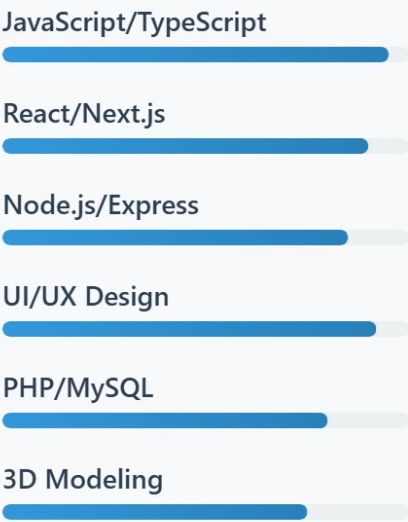 JavaScript/TypeScript
React/Next.js
Node.js/Express
UI/UX Design
PHP/MySQL
3D Modeling